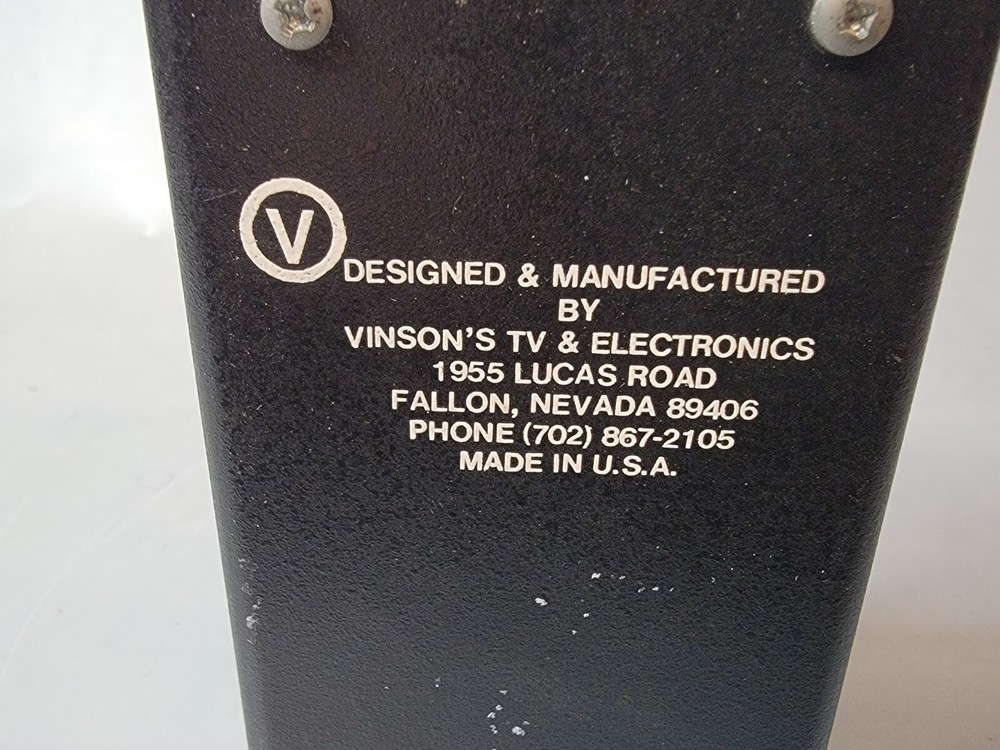 V
DESIGNED & MANUFACTURED
BY
VINSON'S TV & ELECTRONICS
1955 LUCAS ROAD
FALLON, NEVADA 89406
PHONE (702) 867-2105
MADE IN U.S.A.